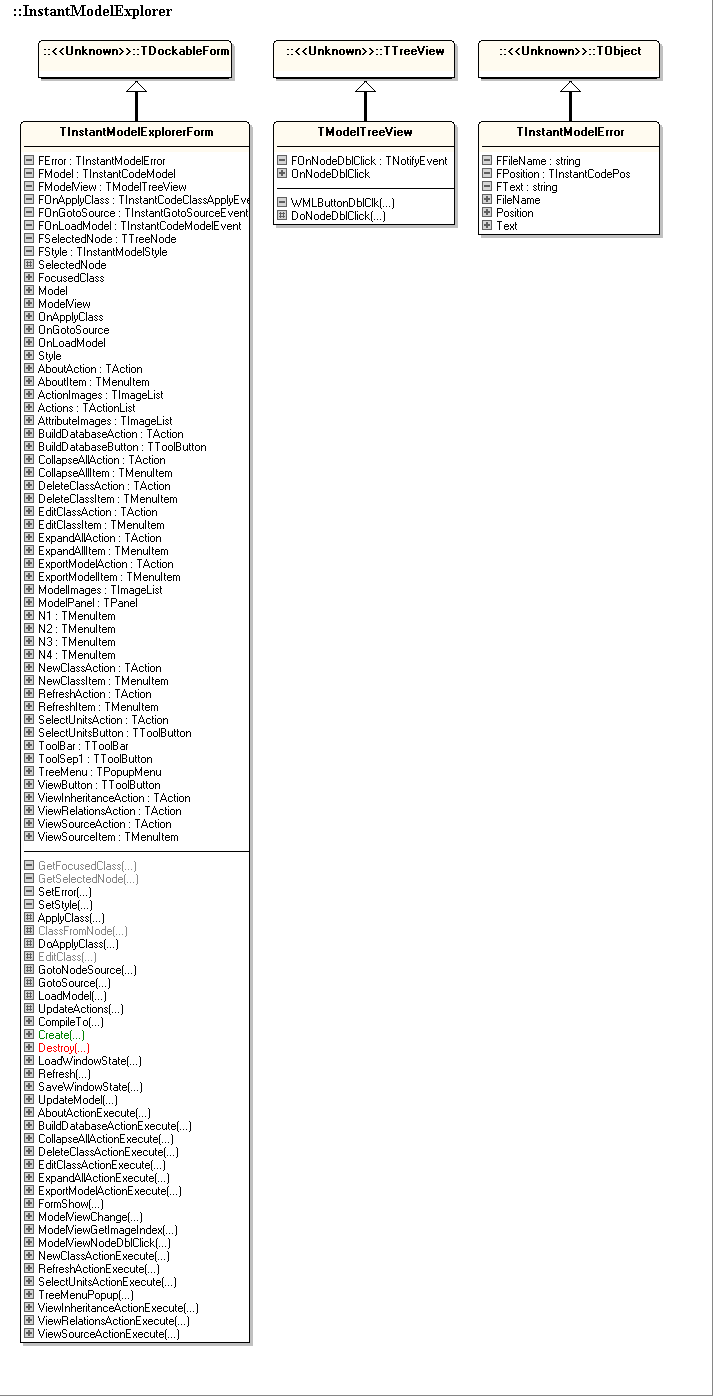 ::InstantModelExplorer
::<<Unknown>>::TDockableForm
::<<Unknown>>::TTreeView
::<<Unknown>>::TObject
TInstantModelExplorerForm
FError : TInstantModelError
FModel : TInstantCodeModel
FModelView : TModelTreeView
FOnApplyClass : TInstantCodeClassApplyEve
FOnGotoSource : TInstantGotoSourceEvent
FOnLoadModel : TInstantCodeModelEvent
FSelectedNode : TTreeNode
FStyle : TInstantModelStyle
SelectedNode
FocusedClass
Model
ModelView
OnApplyClass
OnGotoSource
OnLoadModel
Style
AboutAction : TAction
AboutItem : TMenuItem
ActionImages : TImageList
Actions : TActionList
AttributeImages : TImageList
BuildDatabaseAction : TAction
BuildDatabaseButton : TToolButton
CollapseAllAction : TAction
CollapseAllItem : TMenuItem
DeleteClassAction : TAction
DeleteClassItem : TMenuItem
EditClassAction : TAction
EditClassItem : TMenuItem
ExpandAllAction : TAction
ExpandAllItem : TMenuItem
ExportModelAction : TAction
ExportModelItem : TMenuItem
ModelImages : TImageList
ModelPanel : TPanel
N1 : TMenuItem
N2 : TMenuItem
N3 : TMenuItem
N4 : TMenuItem
NewClassAction : TAction
NewClassItem : TMenuItem
RefreshAction : TAction
RefreshItem : TMenuItem
SelectUnitsAction : TAction
SelectUnitsButton : TToolButton
ToolBar : TToolBar
ToolSep1 : TToolButton
TreeMenu : TPopupMenu
ViewButton : TToolButton
ViewInheritanceAction : TAction
ViewRelationsAction : TAction
ViewSourceAction : TAction
ViewSourceItem : TMenuItem
GetFocusedClass(...)
GetSelectedNode(...)
SetError(...)
SetStyle(...)
ApplyClass(...)
ClassFromNode(...)
DoApplyClass(...)
EditClass(...)
GotoNodeSource(...)
GotoSource(...)
LoadModel(...)
UpdateActions(...)
CompileTo(...)
Create(...)
Destroy(...)
LoadWindowState(...)
Refresh(...)
SaveWindowState(...)
UpdateModel(...)
AboutActionExecute(...)
BuildDatabaseActionExecute(...)
CollapseAllActionExecute(...)
DeleteClassActionExecute(...)
EditClassActionExecute(...)
ExpandAllActionExecute(...)
ExportModelActionExecute(...)
FormShow(...)
ModelViewChange(...)
ModelViewGetImageIndex(...)
ModelViewNodeDblClick(...)
NewClassActionExecute(...)
RefreshActionExecute(...)
SelectUnitsActionExecute(...)
TreeMenuPopup(...)
ViewInheritanceActionExecute(...)
ViewRelationsActionExecute(...)
ViewSourceActionExecute(...)
TModelTreeView
FOnNodeDblClick : TNotifyEvent
OnNodeDblClick
WMLButtonDblClk(...)
DoNodeDblClick(...)
TInstantModelError
FFileName : string
FPosition : TInstantCodePos
FText : string
FileName
Position
Text